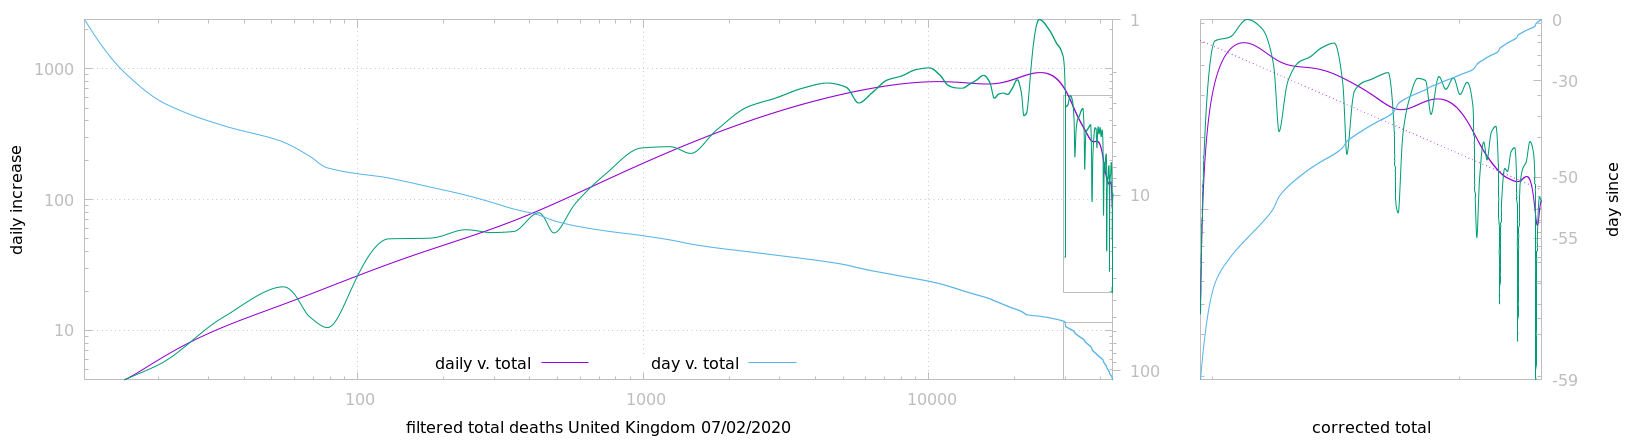 1 0
1000
-30
daily increase
100 10 -50 day since
-55
10
daily v. total day v. total
100 -59
100 1000 10000
filtered total deaths United Kingdom 07/02/2020 corrected total